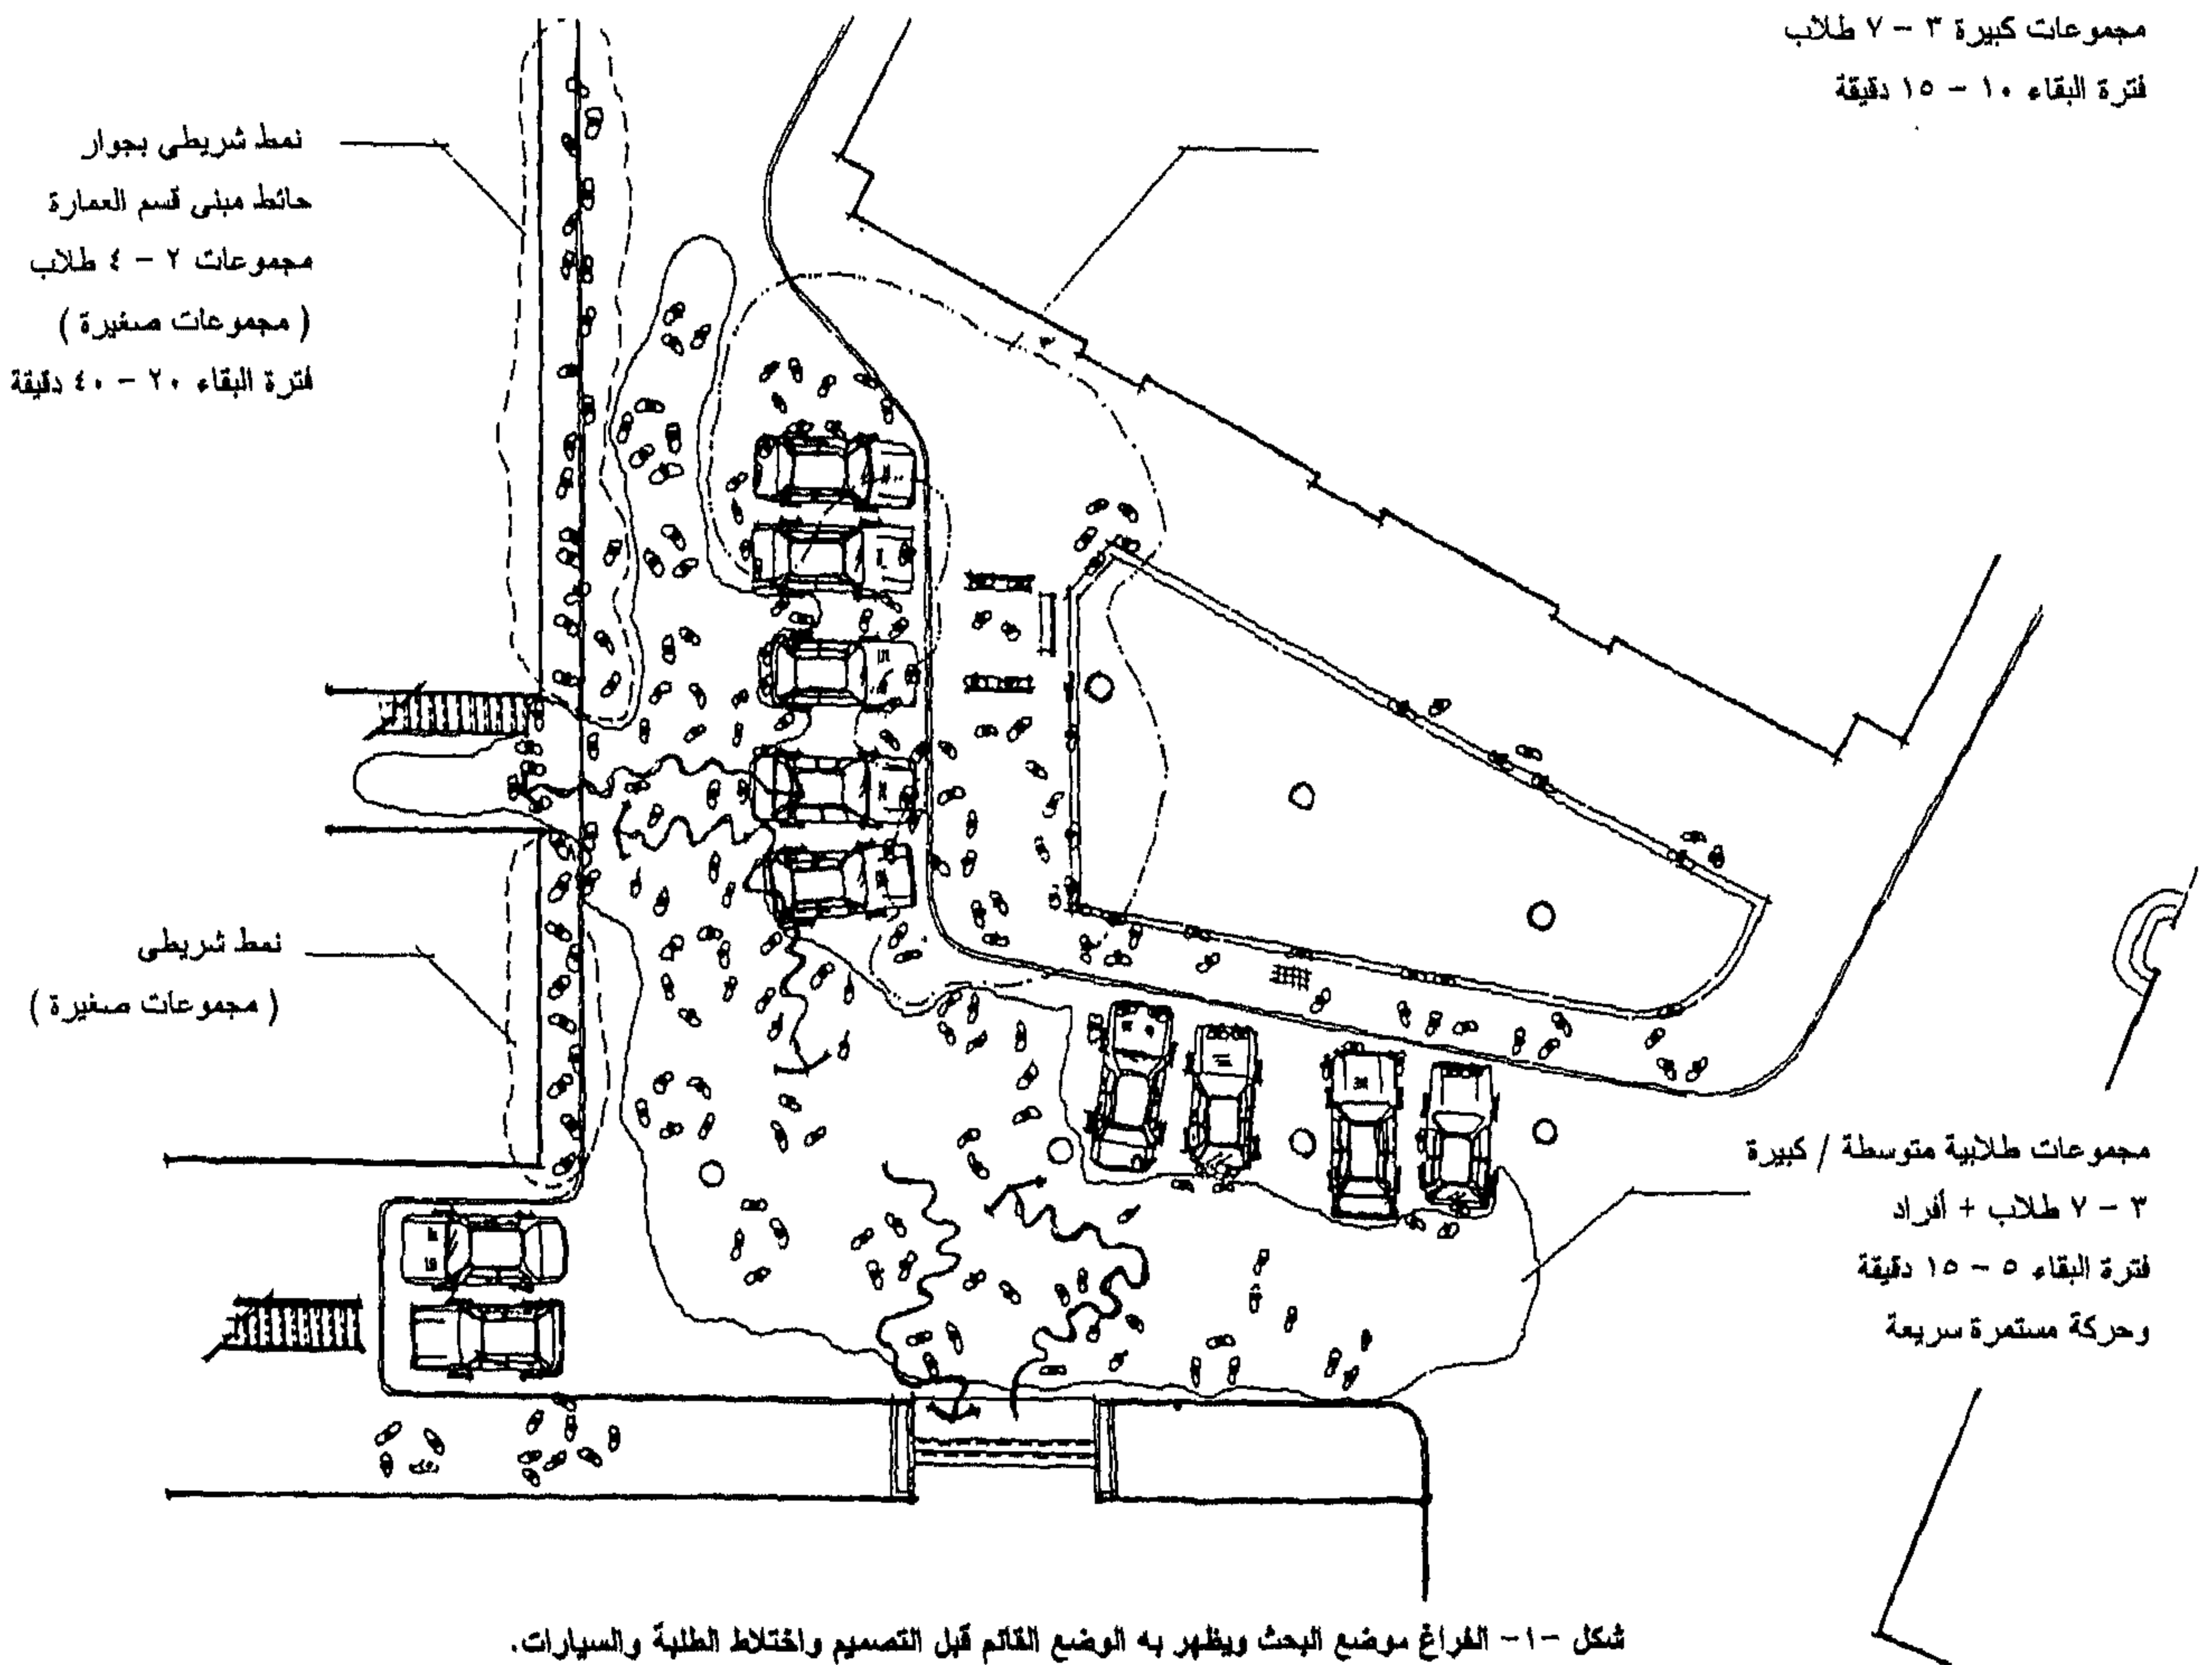 مجموعات كبيرة ٣ - ٧ طلاب
فترة البقاء ١٠ - ١٥ دقيقة
نمط شريطى بجوار
حائط مبنى قسم العمارة
مجموعات ٢ - ٤ طلاب
( مجموعات صغيرة )
فترة البقاء ٢٠ - ٤٠ دقيقة
نمط شريطى
( مجموعات صغيرة )
مجموعات طلابية متوسطة / كبيرة
٣ - ٧ طلاب + أفراد
فترة البقاء ٥ - ١٥ دقيقة
وحركة مستمرة سريعة
شكل -١- الفراغ موضع البحث ويظهر به الوضع القائم قبل التصميم واختلاط الطلبة والسيارات.